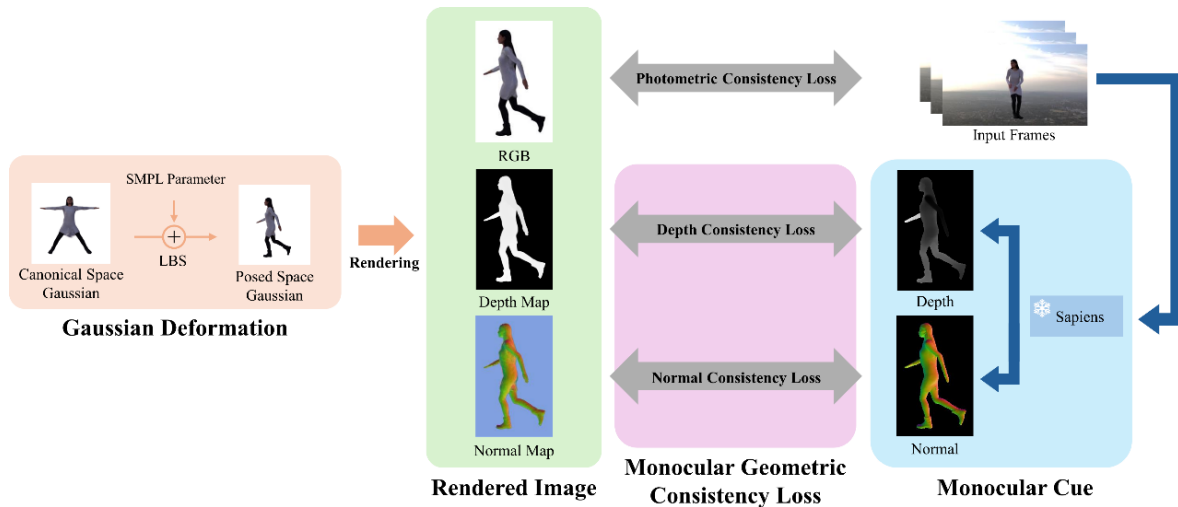 SMPL Parameter
LBS
Canonical Space
Gaussian
Posed Space
Gaussian
Gaussian Deformation
Rendering
RGB
Depth Map
Normal Map
Rendered Image
Photometric Consistency Loss
Depth Consistency Loss
Normal Consistency Loss
Monocular Geometric
Consistency Loss
Input Frames
Depth
Sapiens
Normal
Monocular Cue